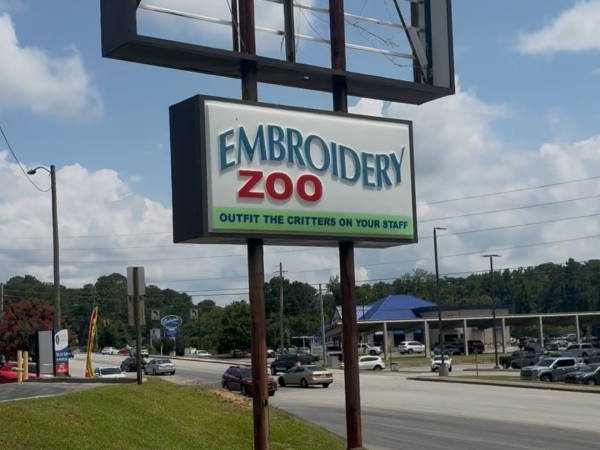 EMBROIDERY
ZOO
OUTFIT THE CRITTERS ON YOUR STAFF